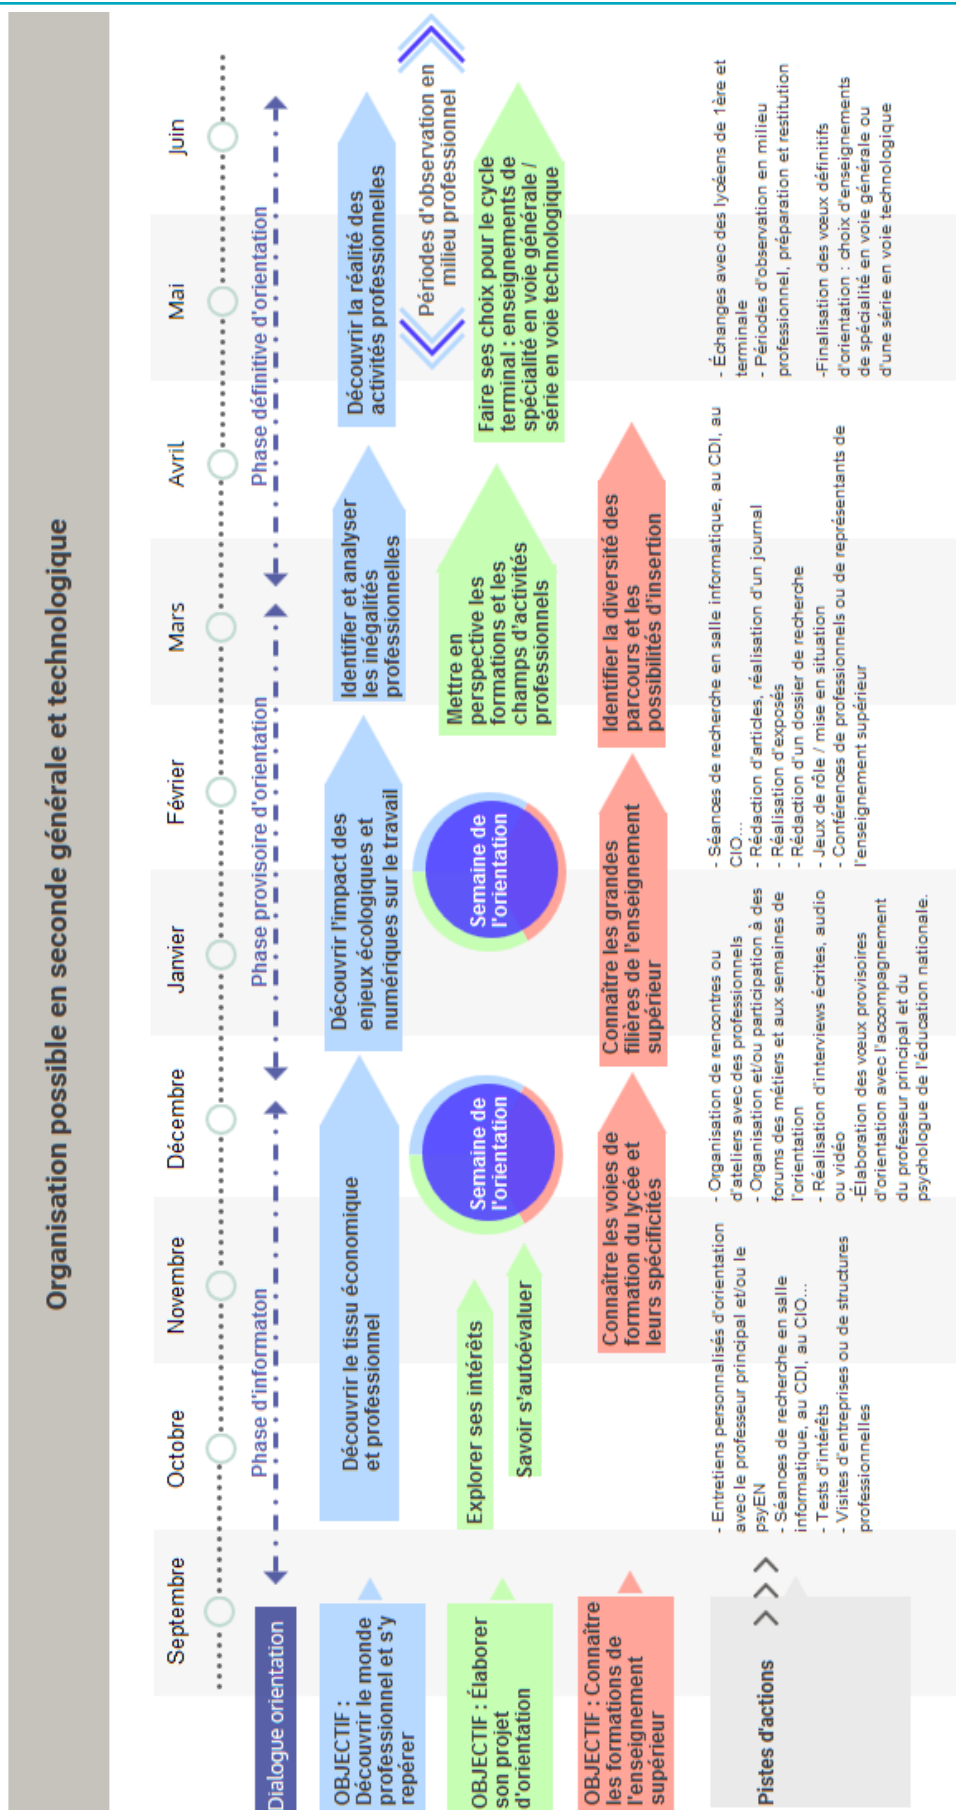 Organisation possible en seconde générale et technologique
Septembre
Octobre
Novembre
Décembre
Janvier
Février
Mars
Avril
Mai
Juin
Dialogue orientation
Phase d'informaton
Phase provisoire d'orientation
Phase définitive d'orientation
OBJECTIF :
Découvrir le monde
professionnel et s'y
repérer
Découvrir le tissu économique
et professionnel
Découvrir l'impact des
enjeux écologiques et
numériques sur le travail
Identifier et analyser
les inégalités
professionnelles
Découvrir la réalité des
activités professionnelles
Périodes d'observation en
milieu professionnel
OBJECTIF : Élaborer
son projet
d'orientation
Explorer ses intérêts
Savoir s'autoévaluer
Semaine de
l'orientation
Semaine de
l'orientation
Mettre en
perspective les
formations et les
champs d'activités
professionnels
Faire ses choix pour le cycle
terminal : enseignements de
spécialité en voie générale /
série en voie technologique
OBJECTIF : Connaître
les formations de
l'enseignement
supérieur
Connaître les voies de
formation du lycée et
leurs spécificités
Connaître les grandes
filières de l'enseignement
supérieur
Identifier la diversité des
parcours et les
possibilités d'insertion
Pistes d'actions
- Entretiens personnalisés d'orientation
avec le professeur principal et/ou le
psyEN
- Séances de recherche en salle
informatique, au CDI, au CIO...
- Tests d'intérêts
- Visites d'entreprises ou de structures
professionnelles
- Organisation de rencontres ou
d'ateliers avec des professionnels
- Organisation et/ou participation à des
forums des métiers et aux semaines de
l'orientation
- Réalisation d'interviews écrites, audio
ou vidéo
-Élaboration des vœux provisoires
d'orientation avec l'accompagnement
du professeur principal et du
psychologue de l'éducation nationale.
- Séances de recherche en salle informatique, au CDI, au
CIO...
- Rédaction d'articles, réalisation d'un journal
- Réalisation d'exposés
- Rédaction d'un dossier de recherche
- Jeux de rôle / mise en situation
- Conférences de professionnels ou de représentants de
l'enseignement supérieur
- Échanges avec des lycéens de 1ère et
terminale
- Périodes d'observation en milieu
professionnel, préparation et restitution
-Finalisation des vœux définitifs
d'orientation : choix d'enseignements
de spécialité en voie générale ou
d'une série en voie technologique